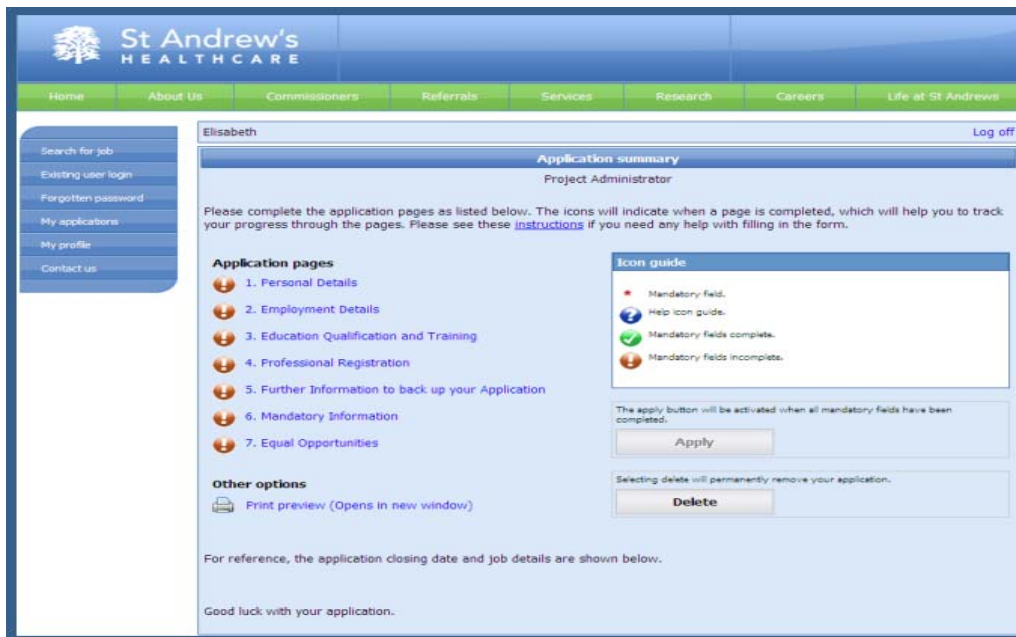 St Andrew's
HEALTHCARE
Home
About Us
Commissioners
Referrals
Services
Research
Careers
Life at St Andrews
Search for job
Existing user login
Forgotten password
My applications
My profile
Contact us
Elisabeth
Log off
Application summary
Project Administrator
Please complete the application pages as listed below. The icons will indicate when a page is completed, which will help you to track
your progress through the pages. Please see these instructions if you need any help with filling in the form.
Application pages
1. Personal Details
2. Employment Details
3. Education Qualification and Training
4. Professional Registration
5. Further Information to back up your Application
6. Mandatory Information
7. Equal Opportunities
Other options
Print preview (Opens in new window)
Icon guide
* Mandatory field.
Help icon guide.
Mandatory fields complete.
Mandatory fields incomplete.
The apply button will be activated when all mandatory fields have been
completed.
Apply
Selecting delete will permanently remove your application.
Delete
For reference, the application closing date and job details are shown below.
Good luck with your application.